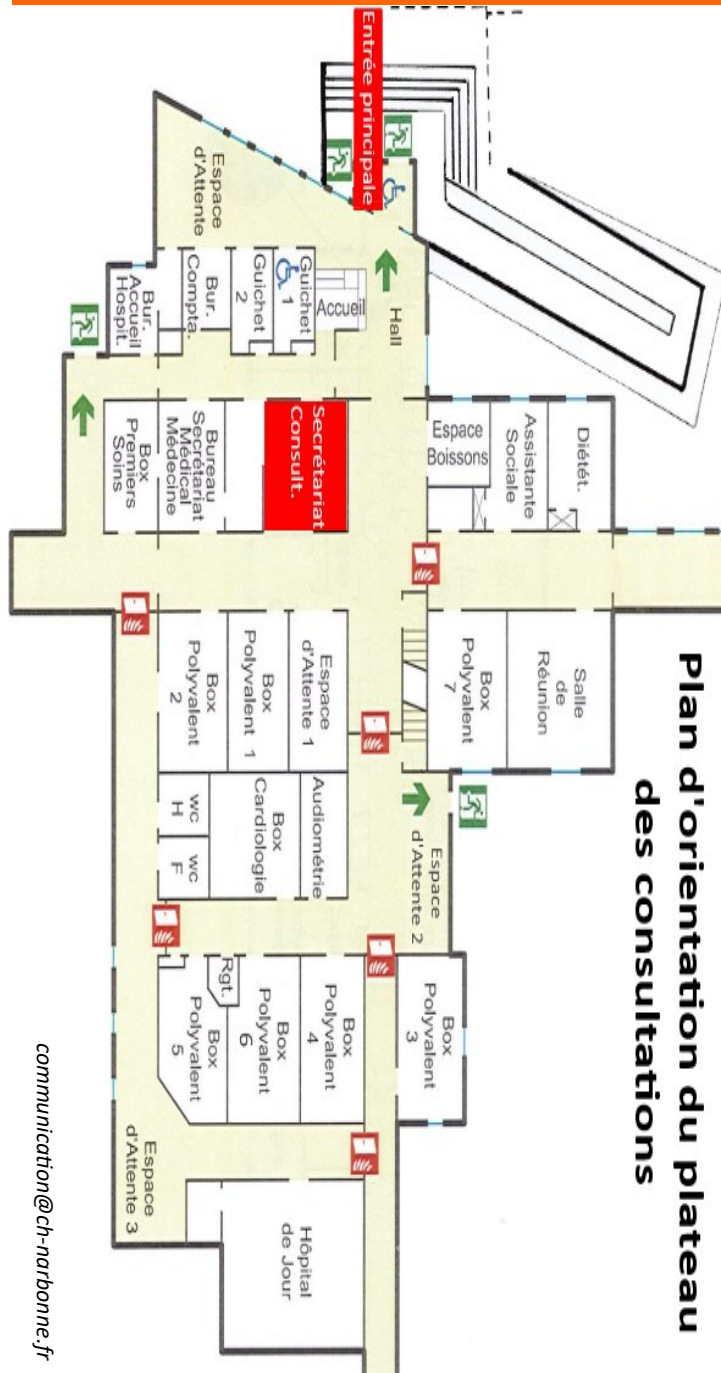 Plan d'orientation du plateau
des consultations
Entrée principale
Espace
d'Attente
Hall
Accueil
Guichet
1
Guichet
2
Bur.
Compta.
Bur.
Accueil
Hospit.
Diétét.
Assistante
Sociale
Espace
Boissons
Secrétariat
Consult.
Bureau
Secrétariat
Médical
Médecine
Box
Premiers
Soins
Salle
de
Réunion
Box
Polyvalent
7
Espace
d'Attente 1
Box
Polyvalent 1
Box
Polyvalent
2
Audiométrie
Box
Cardiologie
wc
H
wc
F
Espace
d'Attente 2
Box
Polyvalent
3
Box
Polyvalent
4
Box
Polyvalent
6
Rgt.
Box
Polyvalent
5
Espace
d'Attente 3
Hôpital
de Jour
communication@ch-narbonne.fr